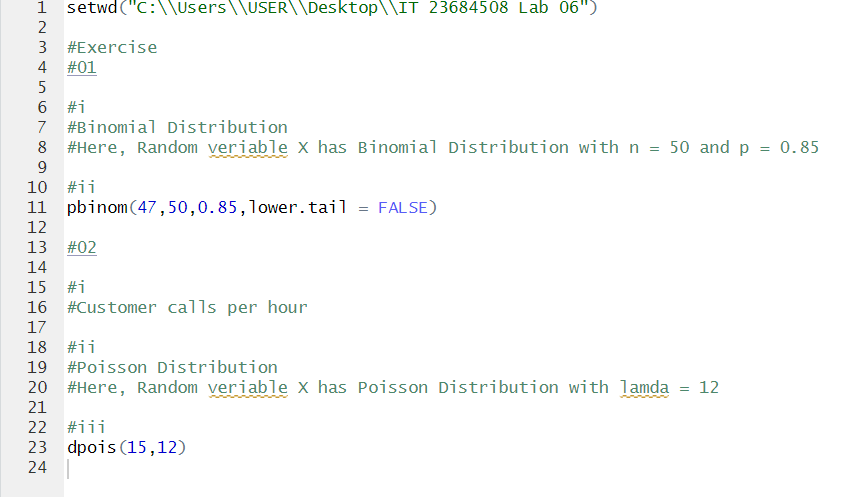 1 setwd("C:\\Users\\USER\\Desktop\\IT 23684508 Lab 06")
2
3 #Exercise
4 #01
5
6 #i
7 #Binomial Distribution
8 #Here, Random veriable X has Binomial Distribution with n = 50 and p = 0.85
9
10 #ii
11 pbinom(47,50,0.85,lower.tail = FALSE)
12
13 #02
14
15 #i
16 #Customer calls per hour
17
18 #ii
19 #Poisson Distribution
20 #Here, Random veriable X has Poisson Distribution with lamda = 12
21
22 #iii
23 dpois(15,12)
24